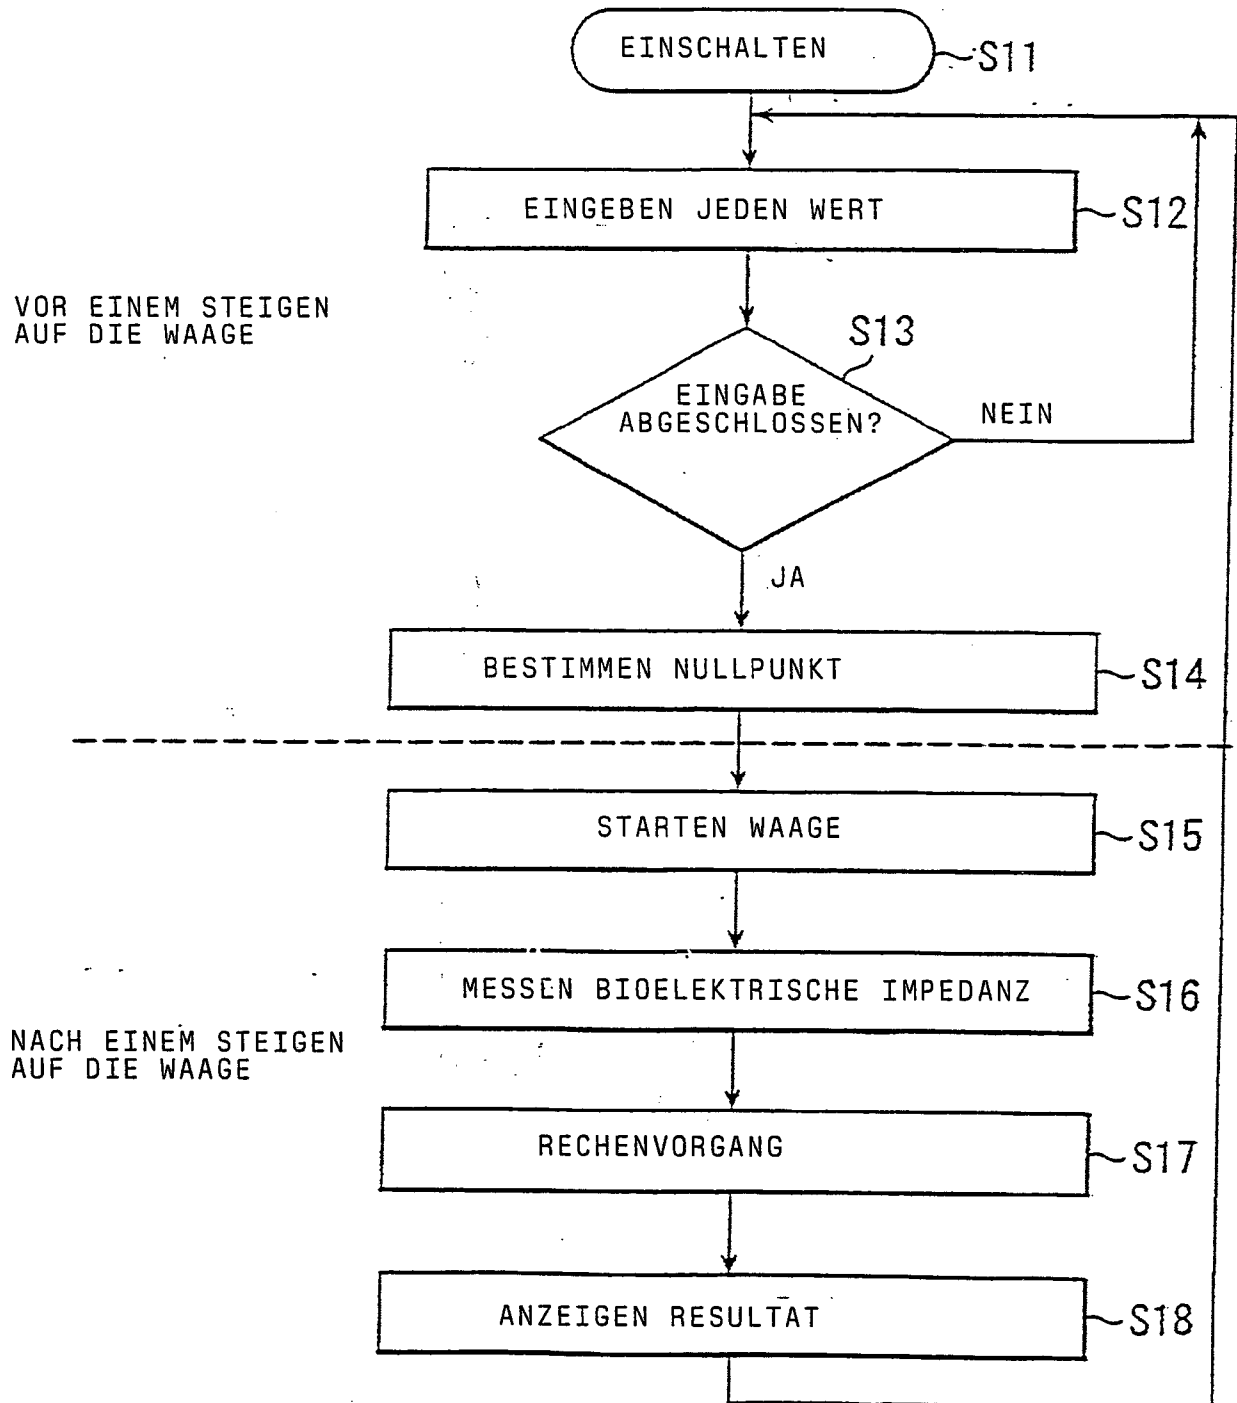 EINSCHALTEN
S11
EINGEBEN JEDEN WERT
S12
VOR EINEM STEIGEN
AUF DIE WAAGE
S13
EINGABE
ABGESCHLOSSEN?
NEIN
JA
BESTIMMEN NULLPUNKT
S14
STARTEN WAAGE
S15
MESSEN BIOELEKTRISCHE IMPEDANZ
S16
NACH EINEM STEIGEN
AUF DIE WAAGE
RECHENVORGANG
S17
ANZEIGEN RESULTAT
S18